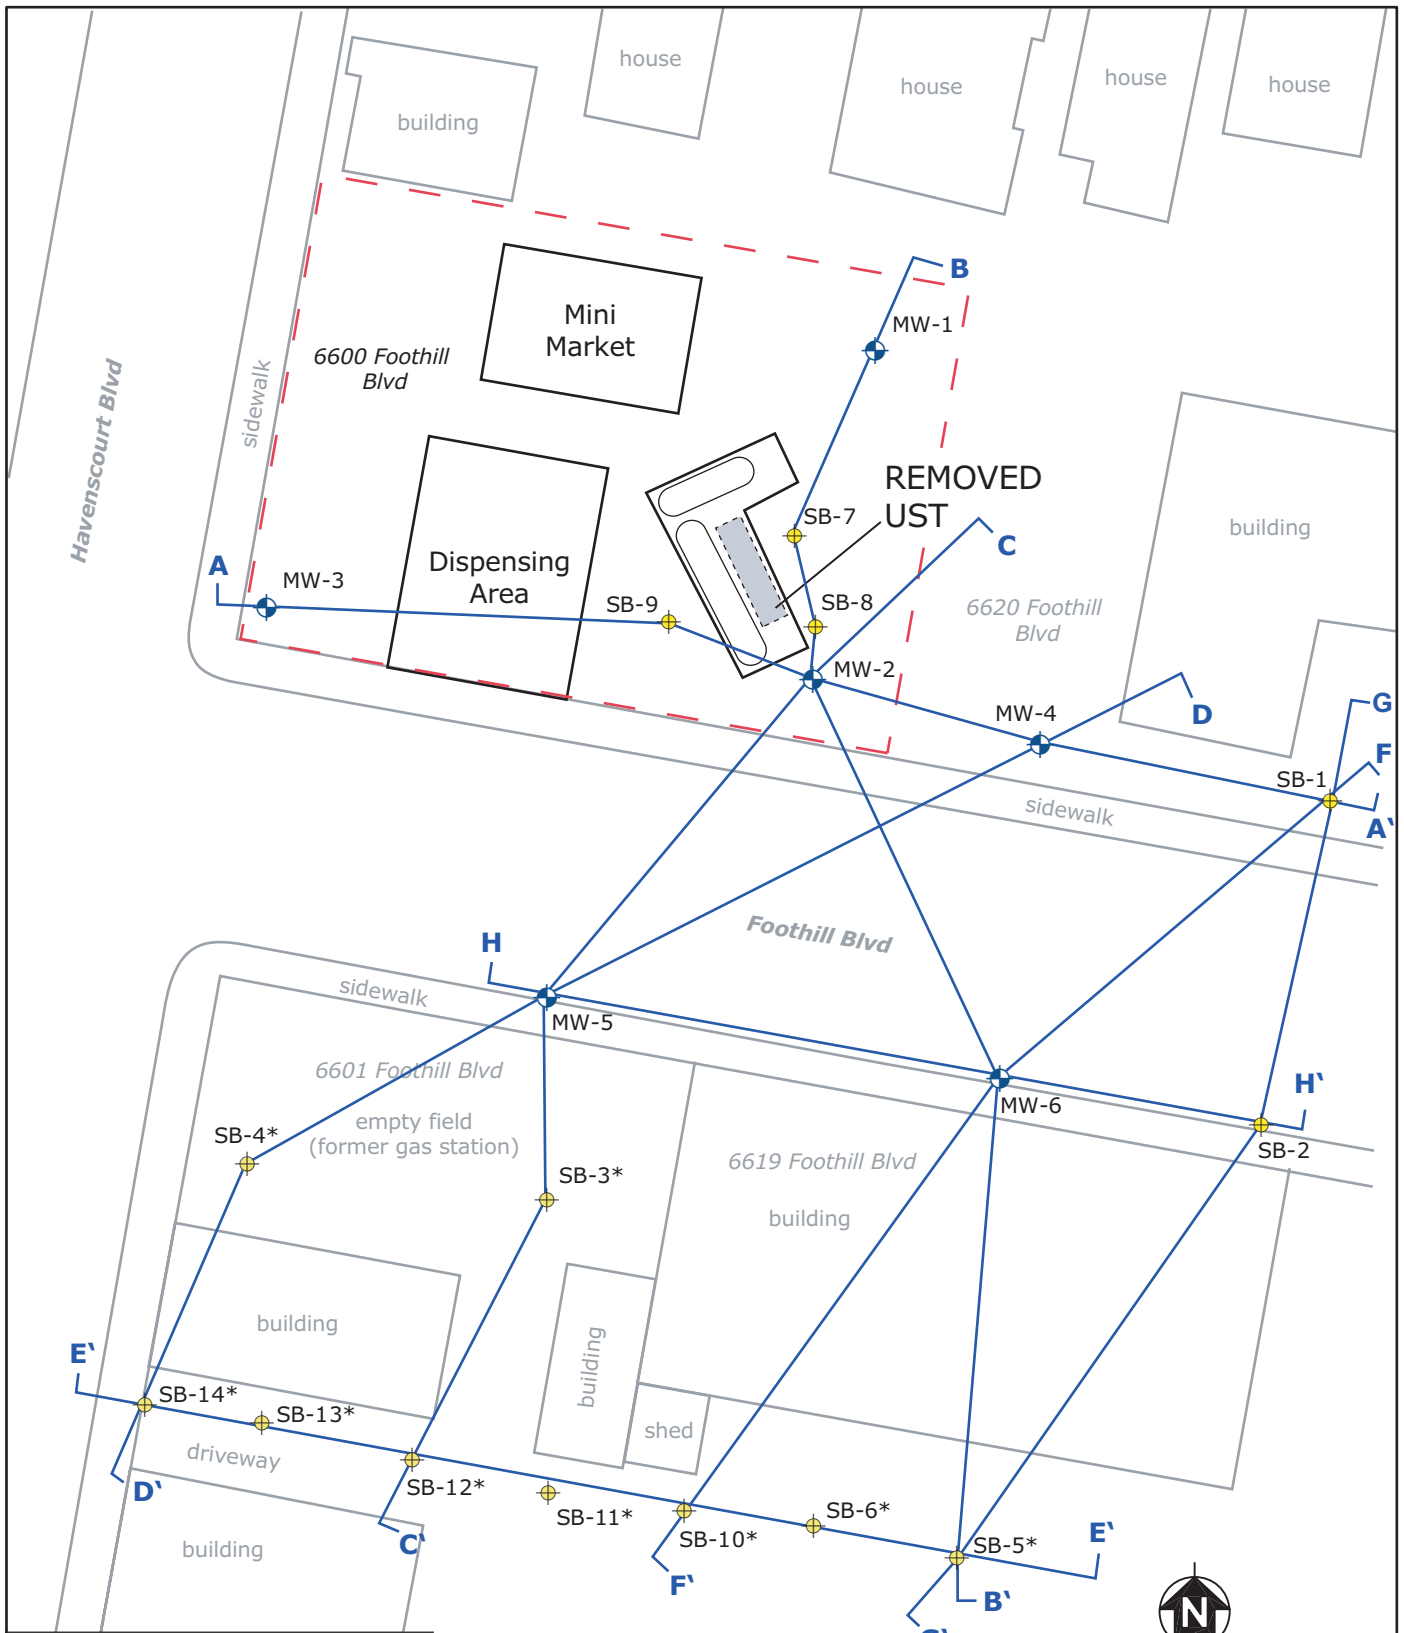 house
house
house
house
building
B
MW-1
Mini
Market
6600 Foothill
Blvd
sidewalk
Havenscourt Blvd
REMOVED
UST
SB-7
C
building
Dispensing
Area
A
MW-3
SB-9
SB-8
6620 Foothill
Blvd
MW-2
MW-4
D
G
F
SB-1
A'
sidewalk
Foothill Blvd
H
sidewalk
MW-5
6601 Foothill Blvd
empty field
(former gas station)
MW-6
H'
SB-4*
SB-3*
SB-2
6619 Foothill Blvd
building
building
building
E'
SB-14*
SB-13*
shed
driveway
D'
SB-12*
SB-11*
C'
SB-10*
SB-6*
SB-5*
E'
building
F'
B'
N